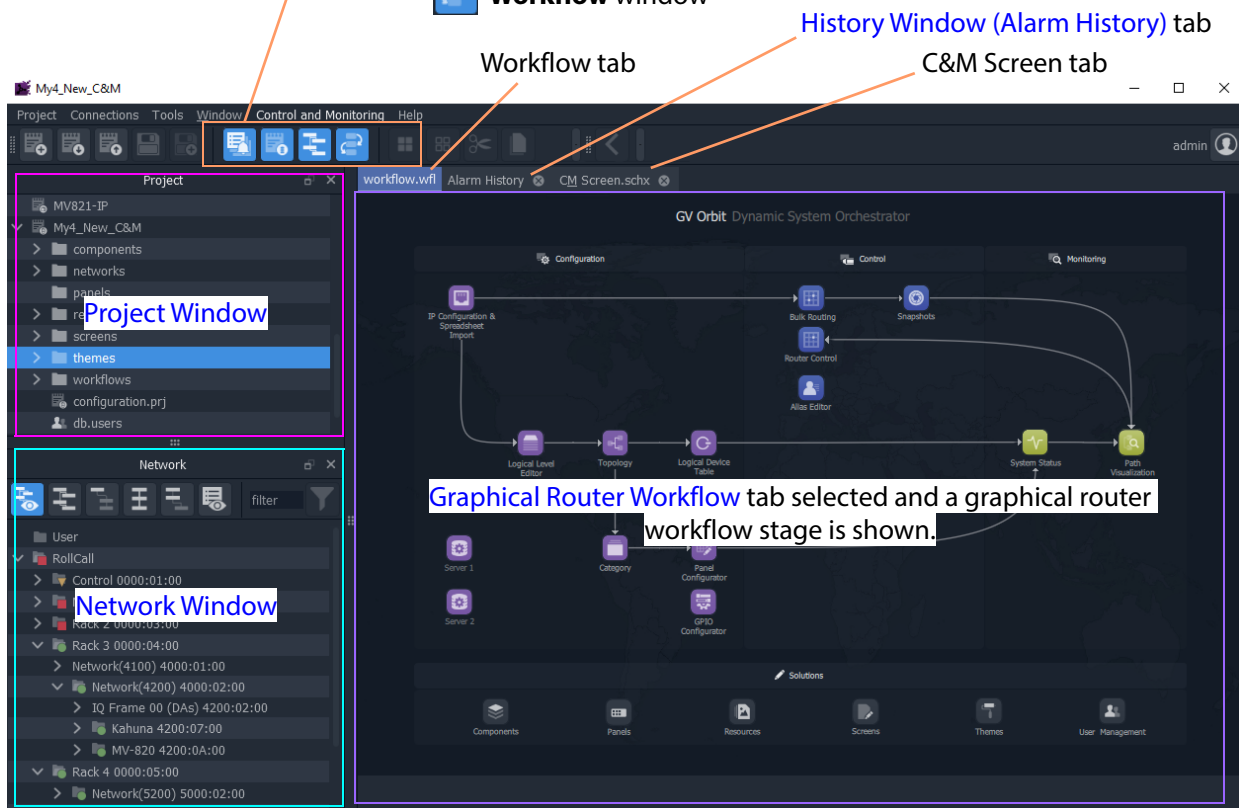 Workflow window
History Window (Alarm History) tab
Workflow tab
C&M Screen tab
My4_New_C&M
Project Connections Tools Window Control and Monitoring Help
admin
Project
workflow.wfl
Alarm History
CM Screen.schx
MV821-IP
My4_New_C&M
components
networks
panels
re
Project Window
screens
themes
workflows
configuration.prj
db.users
Network
filter
User
RollCall
Control 0000:01:00
Network Window
Rack 2 0000:03:00
Rack 3 0000:04:00
Network(4100) 4000:01:00
Network(4200) 4000:02:00
IQ Frame 00 (DAs) 4200:02:00
Kahuna 4200:07:00
MV-820 4200:0A:00
Rack 4 0000:05:00
Network(5200) 5000:02:00
GV Orbit Dynamic System Orchestrator
Configuration
Control
Monitoring
IP Configuration &
Spreadsheet
Import
Bulk Routing
Snapshots
Router Control
Alias Editor
Logical Level
Editor
Topology
Logical Device
Table
System Status
Path
Visualization
Graphical Router Workflow tab selected and a graphical router
workflow stage is shown.
Server 1
Category
Panel
Configurator
Server 2
GPIO
Configurator
Solutions
Components
Panels
Resources
Screens
Themes
User Management